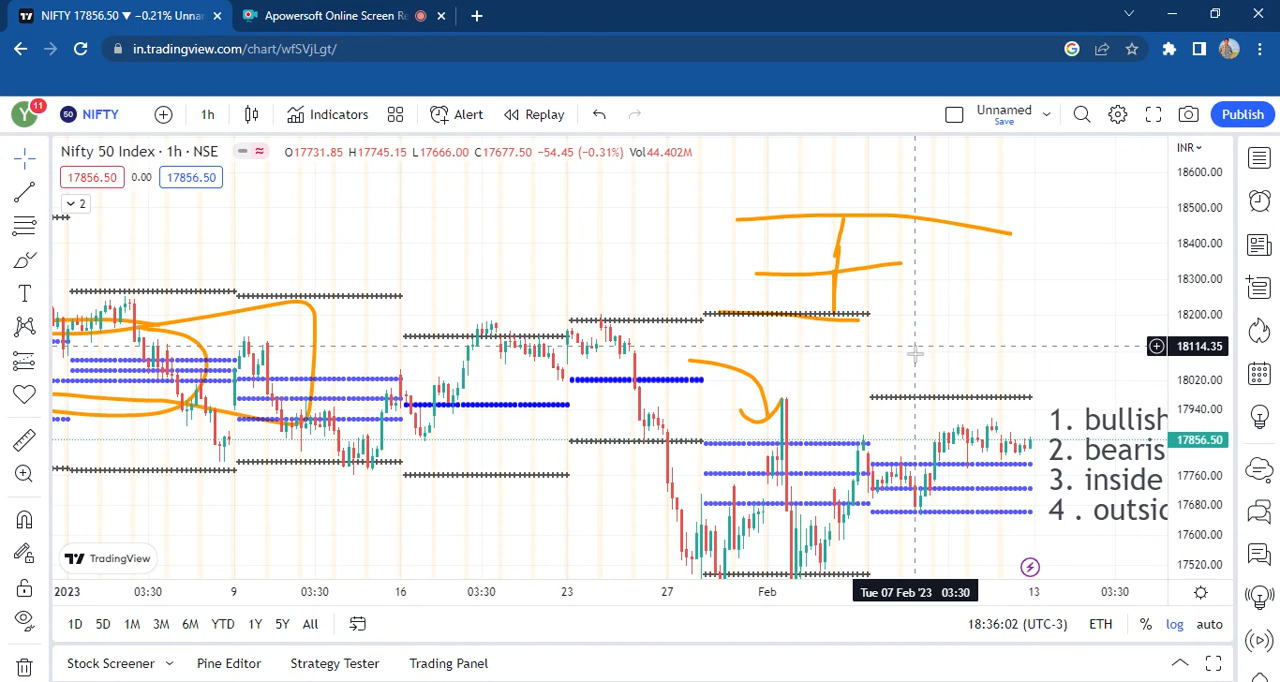 NIFTY 17856.50 ▼ −0.21% Unnar
Apowersoft Online Screen Re
in.tradingview.com/chart/wfSVjLgt/
Y 11 50 NIFTY 1h Indicators Alert Replay Unnamed Save Publish
Nifty 50 Index · 1h · NSE O17731.85 H17745.15 L17666.00 C17677.50 −54.45 (−0.31%) Vol44.402M INR
17856.50 0.00 17856.50
2
18600.00
18500.00
18400.00
18300.00
18200.00
18114.35
18020.00
17940.00
1. bullish
17856.50
2. bearis
3. inside
17760.00
4 . outsid
17680.00
17600.00
TradingView
17520.00
2023 03:30 9 03:30 16 03:30 23 27 Feb Tue 07 Feb '23 03:30 13 03:30
1D 5D 1M 3M 6M YTD 1Y 5Y All 18:36:02 (UTC-3) ETH % log auto
Stock Screener Pine Editor Strategy Tester Trading Panel